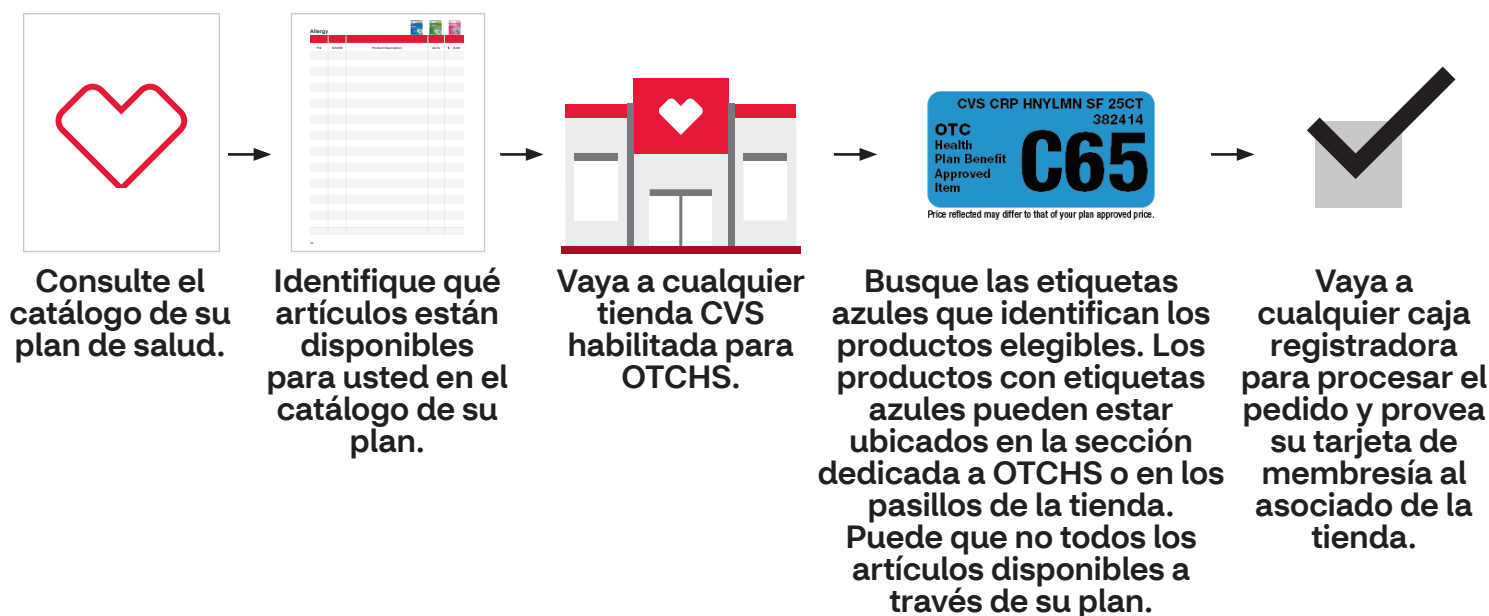 Allergy
Product Description
CVS CRP HNYLMN SF 25CT
382414
OTC
Health
Plan Benefit
Approved
Item
C65
Price reflected may differ to that of your plan approved price.
Consulte el
catálogo de su
plan de salud.
Identifique qué
artículos están
disponibles
para usted en el
catálogo de su
plan.
Vaya a cualquier
tienda CVS
habilitada para
OTCHS.
Busque las etiquetas
azules que identifican los
productos elegibles. Los
productos con etiquetas
azules pueden estar
ubicados en la sección
dedicada a OTCHS o en los
pasillos de la tienda.
Puede que no todos los
artículos disponibles a
través de su plan.
Vaya a
cualquier caja
registradora
para procesar el
pedido y provea
su tarjeta de
membresía al
asociado de la
tienda.